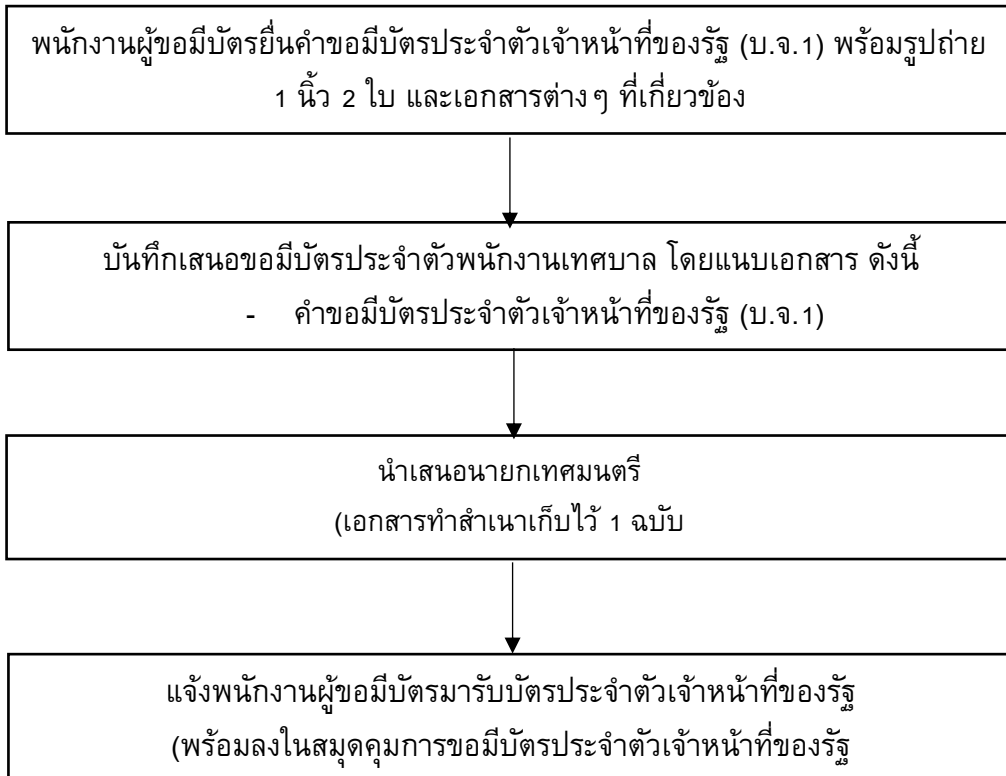 พนักงานผู้ขอมีบัตรยื่นคำขอมีบัตรประจำตัวเจ้าหน้าที่ของรัฐ (บ.จ.1) พร้อมรูปถ่าย
1 นิ้ว 2 ใบ และเอกสารต่างๆ ที่เกี่ยวข้อง
บันทึกเสนอขอมีบัตรประจำตัวพนักงานเทศบาล โดยแนบเอกสาร ดังนี้
- คำขอมีบัตรประจำตัวเจ้าหน้าที่ของรัฐ (บ.จ.1)
นำเสนอนายกเทศมนตรี
(เอกสารทำสำเนาเก็บไว้ 1 ฉบับ
แจ้งพนักงานผู้ขอมีบัตรมารับบัตรประจำตัวเจ้าหน้าที่ของรัฐ
(พร้อมลงในสมุดคุมการขอมีบัตรประจำตัวเจ้าหน้าที่ของรัฐ